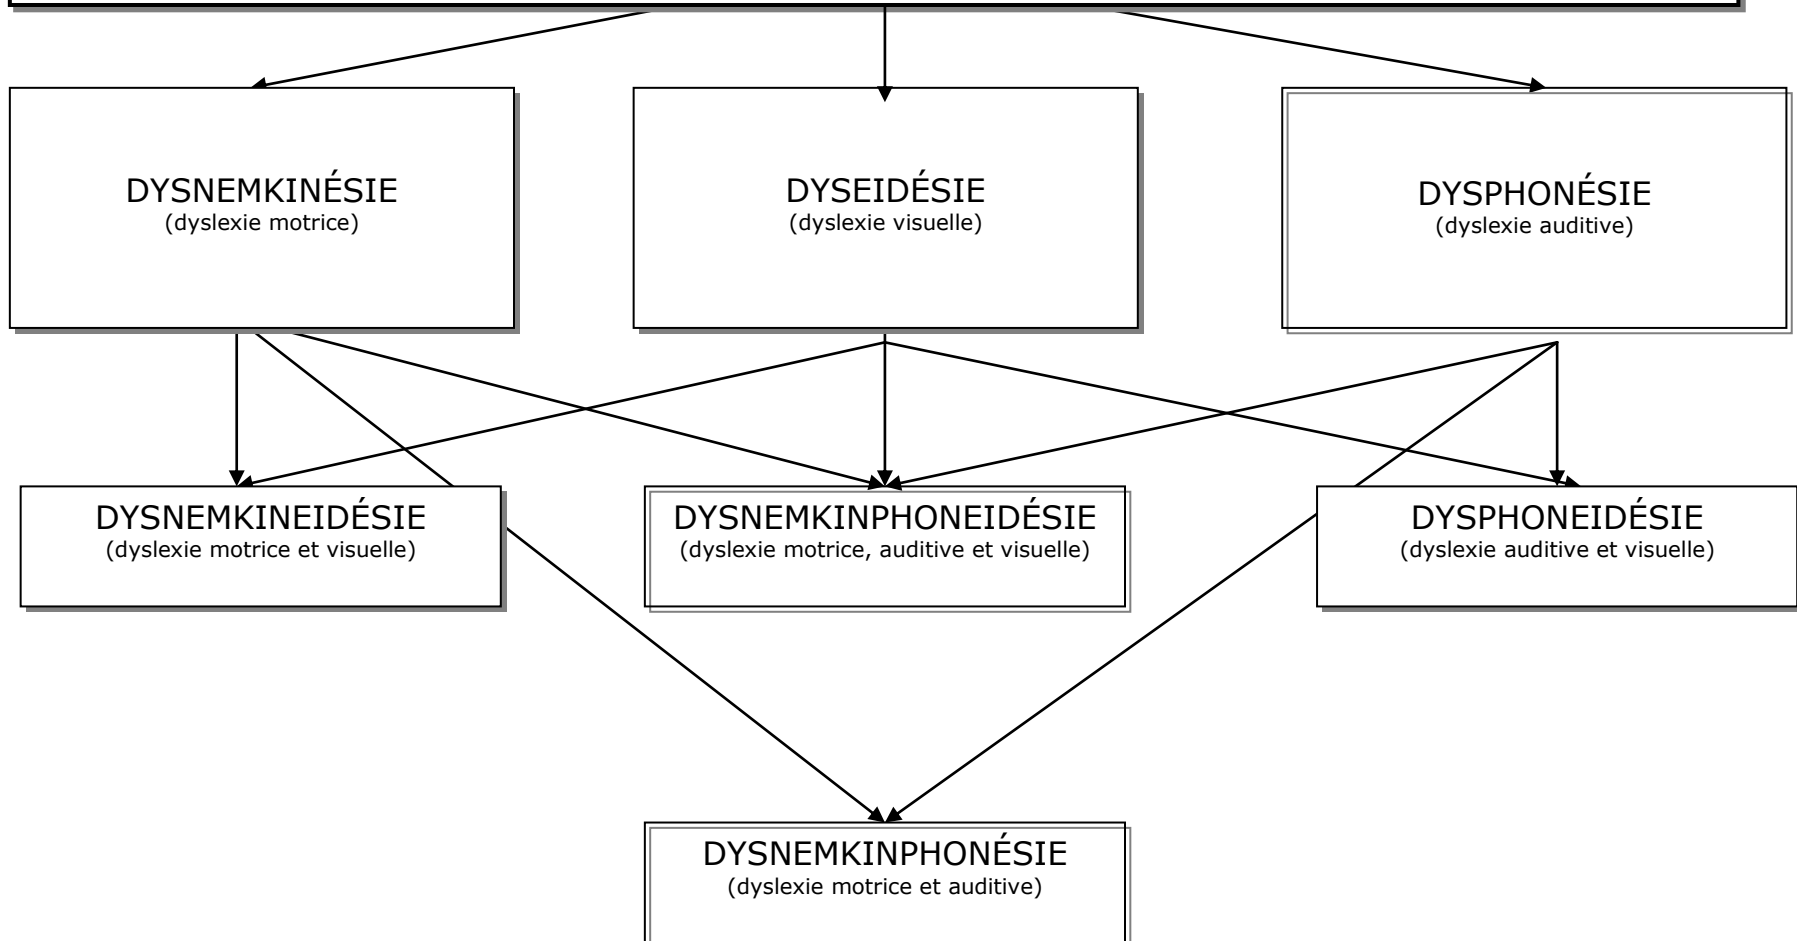 DYSNEMKINÉSIE
(dyslexie motrice)
DYSEIDÉSIE
(dyslexie visuelle)
DYSPHONÉSIE
(dyslexie auditive)
DYSNEMKINEIDÉSIE
(dyslexie motrice et visuelle)
DYSNEMKINPHONEIDÉSIE
(dyslexie motrice, auditive et visuelle)
DYSPHONEIDÉSIE
(dyslexie auditive et visuelle)
DYSNEMKINPHONÉSIE
(dyslexie motrice et auditive)